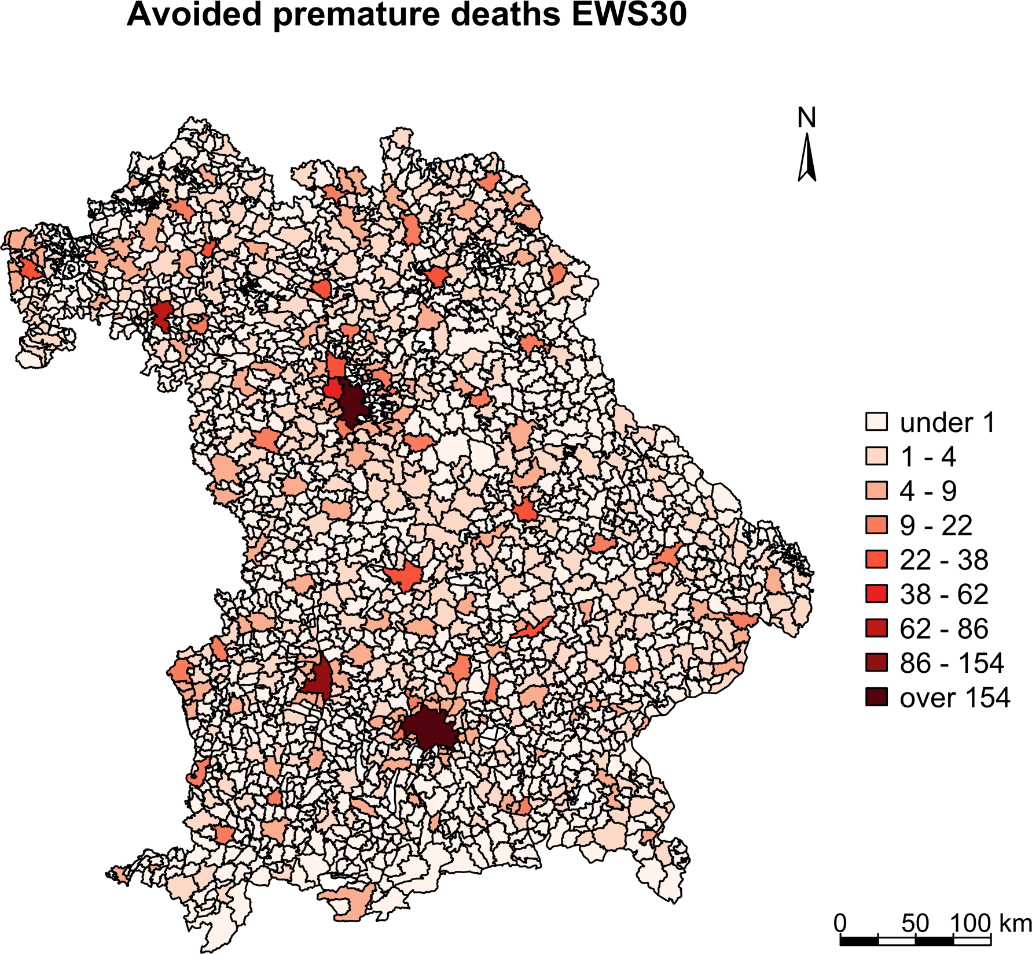 Avoided premature deaths EWS30
N
under 1
1 - 4
4 - 9
9 - 22
22 - 38
38 - 62
62 - 86
86 - 154
over 154
0 50 100 km